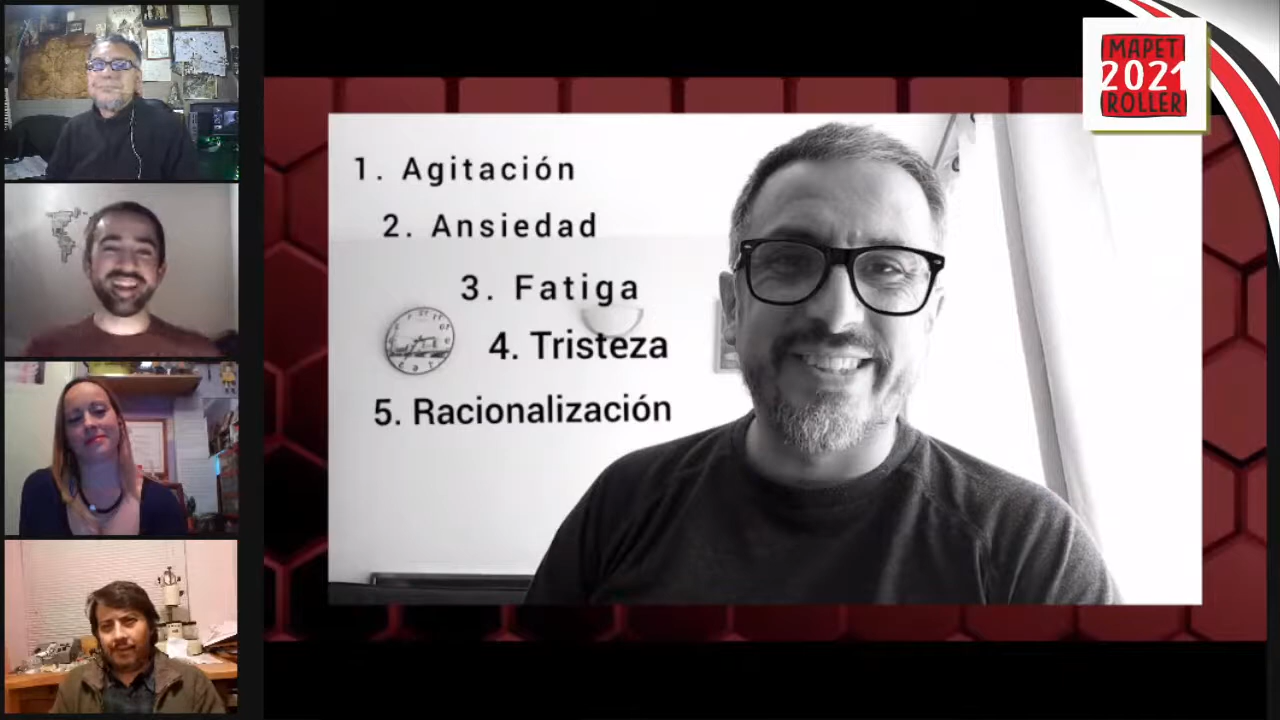 MAPET
2021
ROLLER
1. Agitación
2. Ansiedad
3. Fatiga
4. Tristeza
5. Racionalización